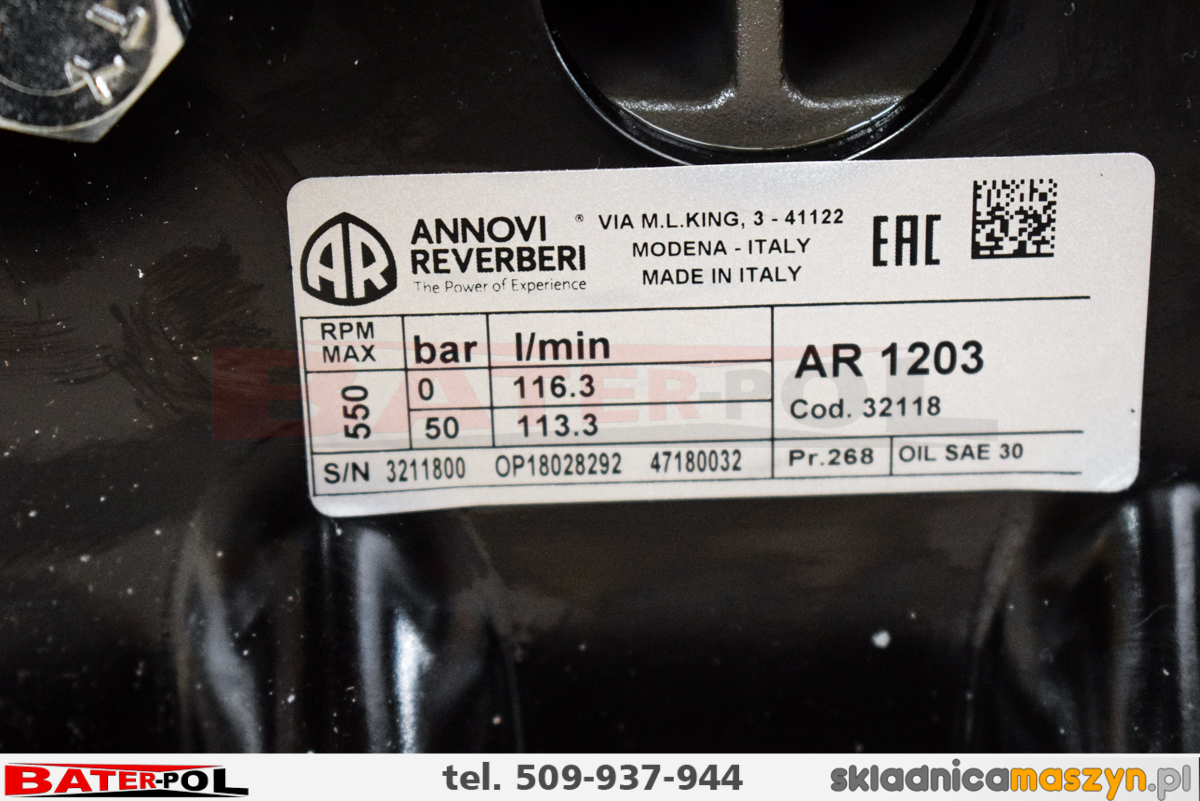 AR
ANNOVI
REVERBERI
The Power of Experience
® VIA M.L.KING, 3 - 41122
MODENA - ITALY
MADE IN ITALY
EAC
RPM MAX bar l/min
550 0 116.3
50 113.3
AR 1203
Cod. 32118
S/N 3211800 OP18028292 47180032 Pr.268 OIL SAE 30
BATER-POL
BATER-POL tel. 509-937-944 skladnicamaszyn.pl